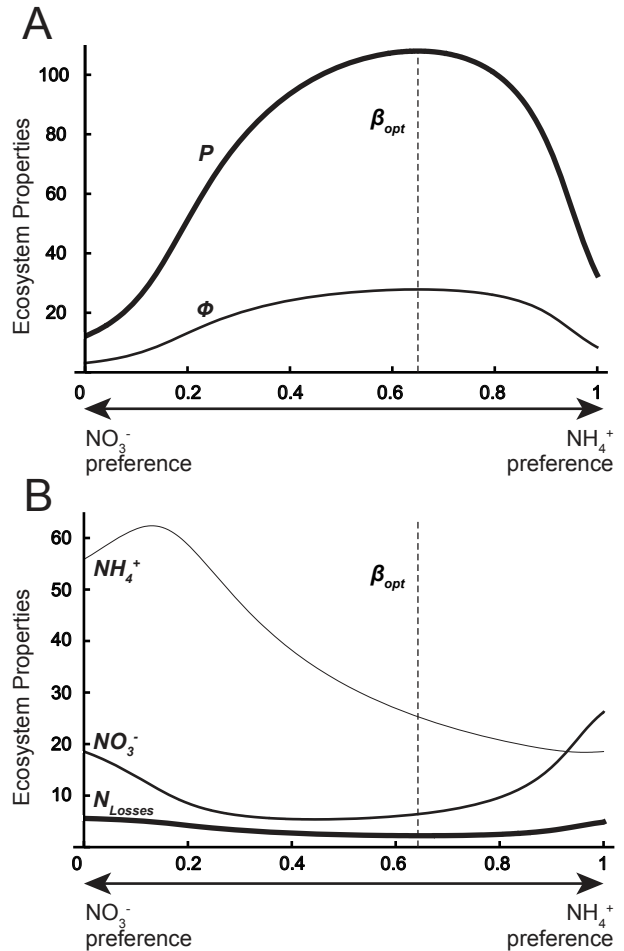 A
Ecosystem Properties
100
80
60
40
20
P
Φ
β_opt
0 0.2 0.4 0.6 0.8 1
NO₃⁻ preference
NH₄⁺ preference
B
Ecosystem Properties
60
50
40
30
20
10
NH₄⁺
β_opt
NO₃⁻
N_Losses
0 0.2 0.4 0.6 0.8 1
NO₃⁻ preference
NH₄⁺ preference